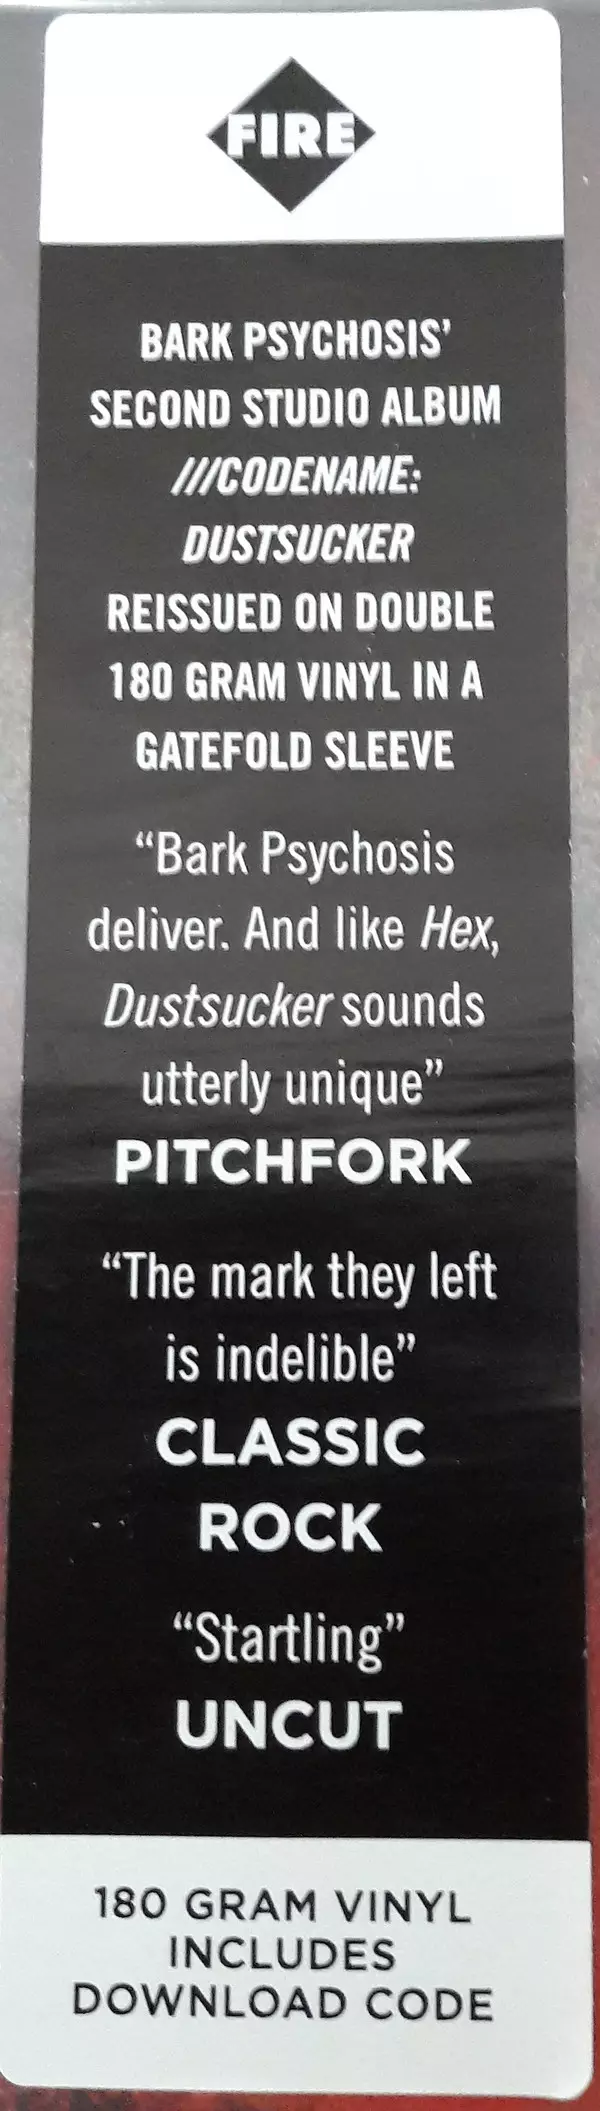 FIRE
BARK PSYCHOSIS’
SECOND STUDIO ALBUM
///CODENAME:
DUSTSUCKER
REISSUED ON DOUBLE
180 GRAM VINYL IN A
GATEFOLD SLEEVE
“Bark Psychosis
deliver. And like Hex,
Dustsucker sounds
utterly unique”
PITCHFORK
“The mark they left
is indelible”
CLASSIC
ROCK
“Startling”
UNCUT
180 GRAM VINYL
INCLUDES
DOWNLOAD CODE